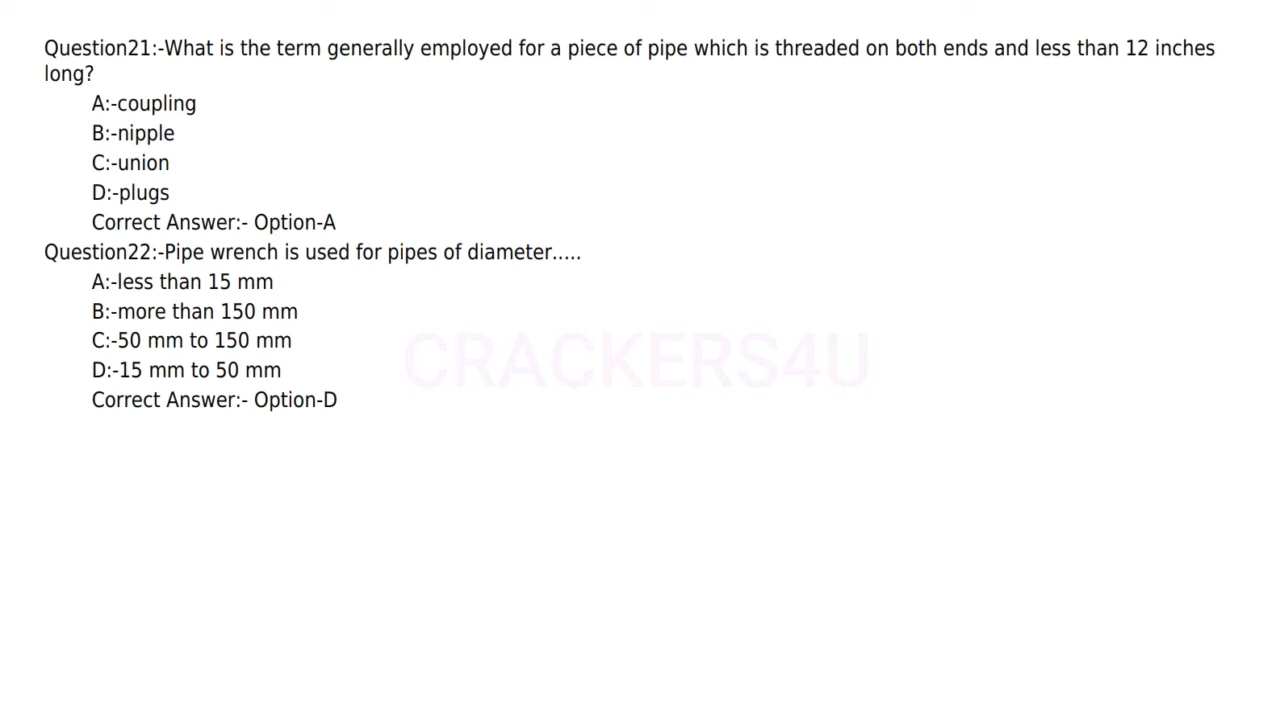 Question21:-What is the term generally employed for a piece of pipe which is threaded on both ends and less than 12 inches
long?
A:-coupling
B:-nipple
C:-union
D:-plugs
Correct Answer:- Option-A
Question22:-Pipe wrench is used for pipes of diameter.....
A:-less than 15 mm
B:-more than 150 mm
C:-50 mm to 150 mm
CRACKERS4U
D:-15 mm to 50 mm
Correct Answer:- Option-D